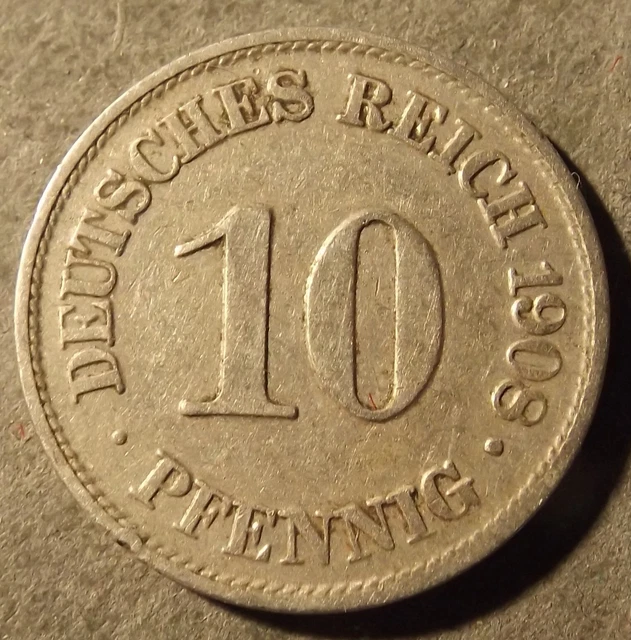 DEUTSCHES REICH 1908
10
· PFENNIG ·